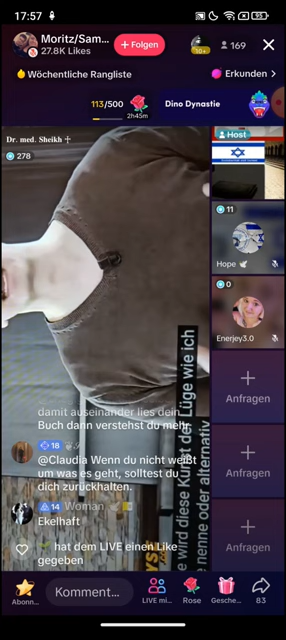 17:57
95
Moritz/Sam...
27.8K Likes
+ Folgen
10+
169
Wöchentliche Rangliste
Erkunden >
113/500
2h45m
Dino Dynastie
Dr. med. Sheikh
278
Host
11
Hope
0
Enerjey3.0
Anfragen
Anfragen
Anfragen
e wird diese Kunst der Lüge wie ich
nenne oder alternativ
damit auseinander lies dein
Buch dann verstehst du mehr
18
@Claudia Wenn du nicht weißt
um was es geht, solltest du
dich zurückhalten.
14 Woman
Ekelhaft
hat dem LIVE einen Like
gegeben
Abonn...
Komment...
LIVE mi...
Rose
Gesche...
83